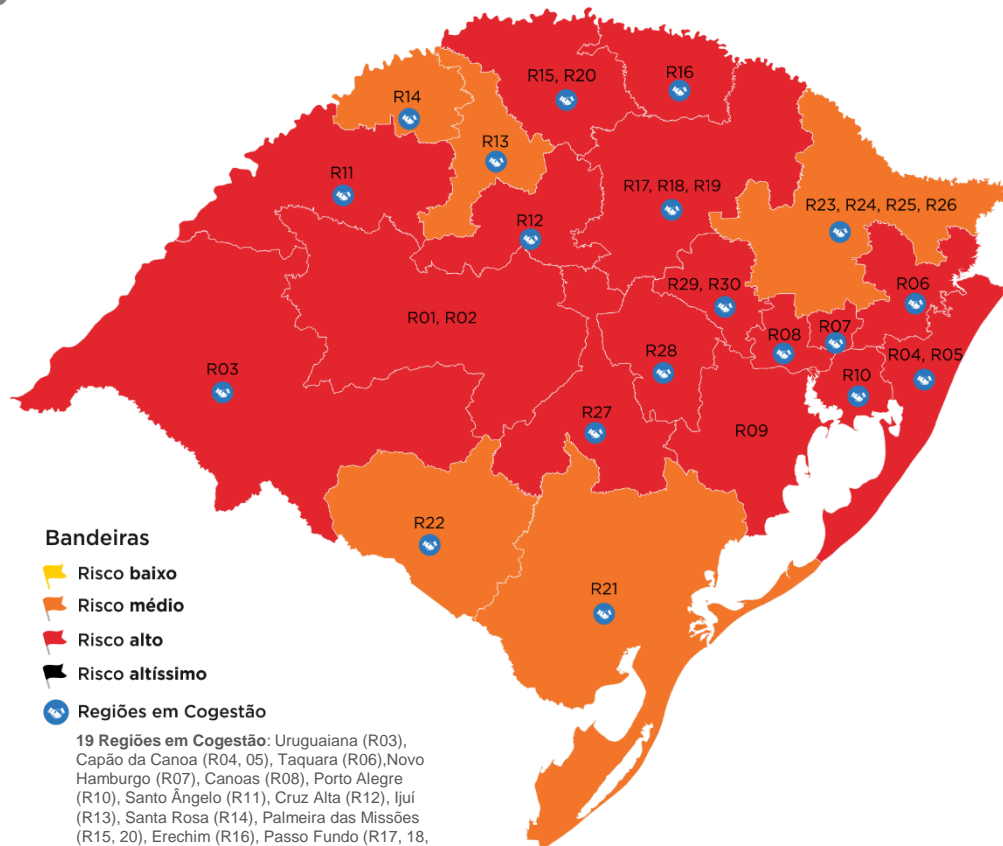 R15, R20
R16
R14
R13
R11
R17, R18, R19
R23, R24, R25, R26
R12
R29, R30
R06
R01, R02
R08
R07
R28
R04, R05
R03
R10
R27
R09
R22
R21
Bandeiras
Risco baixo
Risco médio
Risco alto
Risco altíssimo
Regiões em Cogestão
19 Regiões em Cogestão: Uruguaiana (R03),
Capão da Canoa (R04, 05), Taquara (R06),Novo
Hamburgo (R07), Canoas (R08), Porto Alegre
(R10), Santo Ângelo (R11), Cruz Alta (R12), Ijuí
(R13), Santa Rosa (R14), Palmeira das Missões
(R15, 20), Erechim (R16), Passo Fundo (R17, 18,